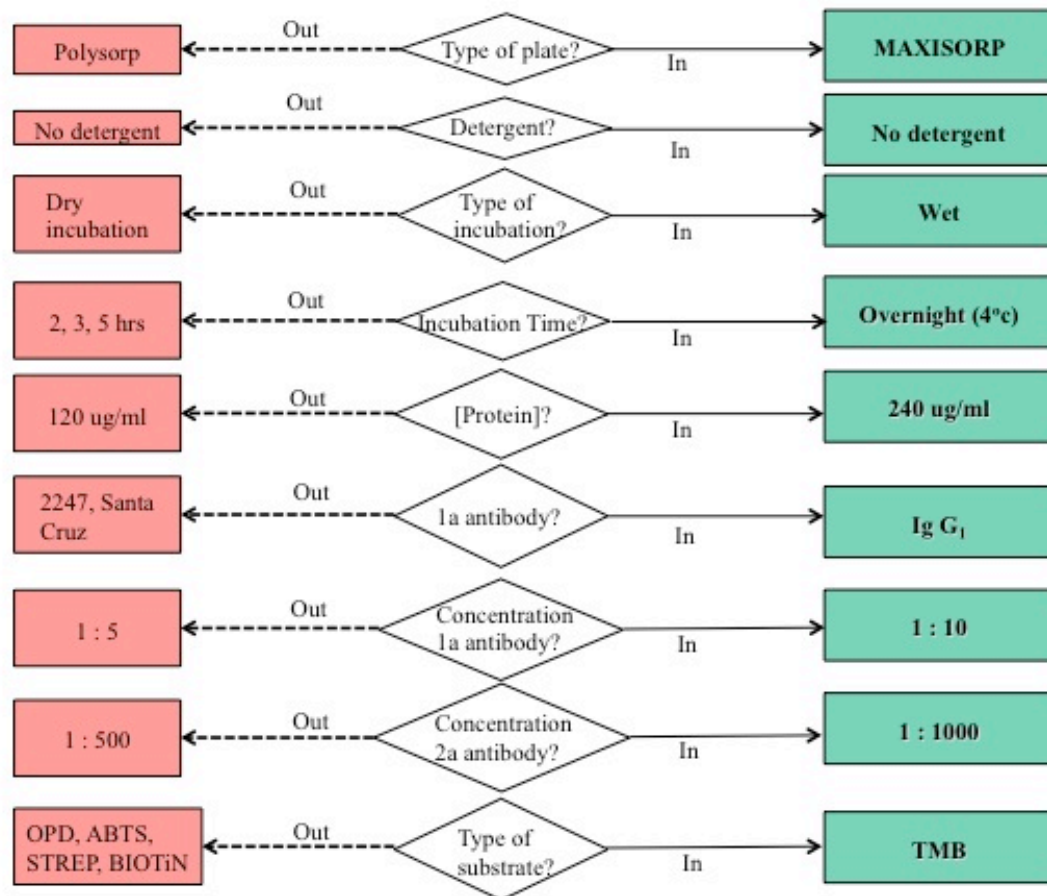 Out
Polysorp
Type of plate?
In
MAXISORP
Out
No detergent
Detergent?
In
No detergent
Out
Dry
incubation
Type of
incubation?
In
Wet
Out
2, 3, 5 hrs
Incubation Time?
In
Overnight (4°c)
Out
120 ug/ml
[Protein]?
In
240 ug/ml
Out
2247, Santa
Cruz
1a antibody?
In
Ig G₁
Out
1 : 5
Concentration
1a antibody?
In
1 : 10
Out
1 : 500
Concentration
2a antibody?
In
1 : 1000
Out
OPD, ABTS,
STREP, BIOTiN
Type of
substrate?
In
TMB